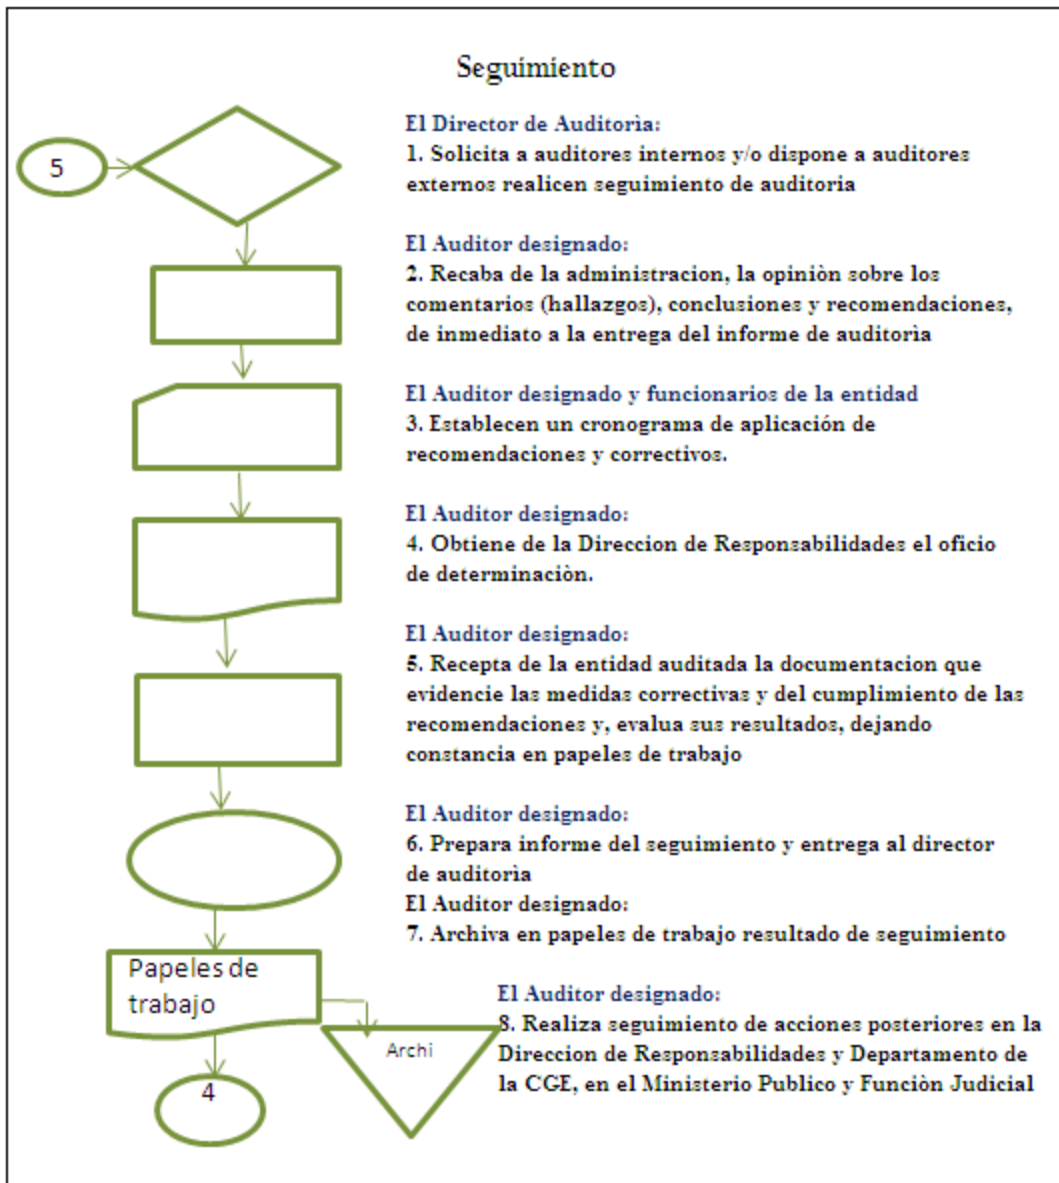 Seguimiento
5
El Director de Auditorìa:
1. Solicita a auditores internos y/o dispone a auditores
externos realicen seguimiento de auditoria
El Auditor designado:
2. Recaba de la administracion, la opiniòn sobre los
comentarios (hallazgos), conclusiones y recomendaciones,
de inmediato a la entrega del informe de auditorìa
El Auditor designado y funcionarios de la entidad
3. Establecen un cronograma de aplicación de
recomendaciones y correctivos.
El Auditor designado:
4. Obtiene de la Direccion de Responsabilidades el oficio
de determinaciòn.
El Auditor designado:
5. Recepta de la entidad auditada la documentacion que
evidencie las medidas correctivas y del cumplimiento de las
recomendaciones y, evalua sus resultados, dejando
constancia en papeles de trabajo
El Auditor designado:
6. Prepara informe del seguimiento y entrega al director
de auditorìa
El Auditor designado:
7. Archiva en papeles de trabajo resultado de seguimiento
Papeles de
trabajo
Archi
El Auditor designado:
8. Realiza seguimiento de acciones posteriores en la
Direccion de Responsabilidades y Departamento de
la CGE, en el Ministerio Publico y Funciòn Judicial
4